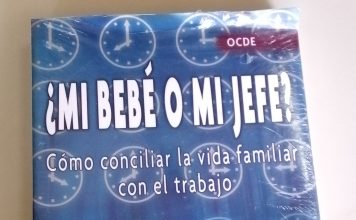 OCDE
¿MI BEBÉ O MI JEFE?
Cómo conciliar la vida familiar
con el trabajo